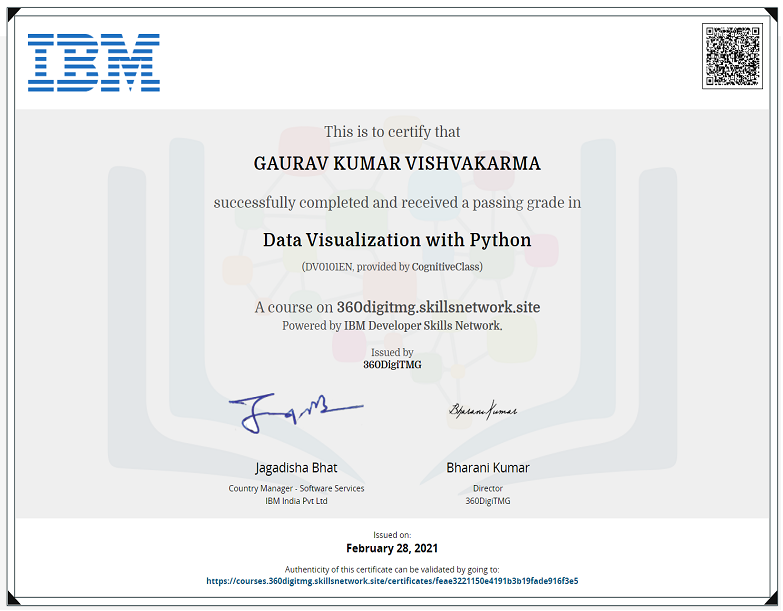 IBM
This is to certify that
GAURAV KUMAR VISHVAKARMA
successfully completed and received a passing grade in
Data Visualization with Python
(DV0101EN, provided by CognitiveClass)
A course on 360digitmg.skillsnetwork.site
Powered by IBM Developer Skills Network.
Issued by
360DigiTMG
Bharani Kumar
Jagadisha Bhat
Country Manager - Software Services
IBM India Pvt Ltd
Bharani Kumar
Director
360DigiTMG
Issued on:
February 28, 2021
Authenticity of this certificate can be validated by going to:
https://courses.360digitmg.skillsnetwork.site/certificates/feae3221150e4191b3b19fade916f3e5